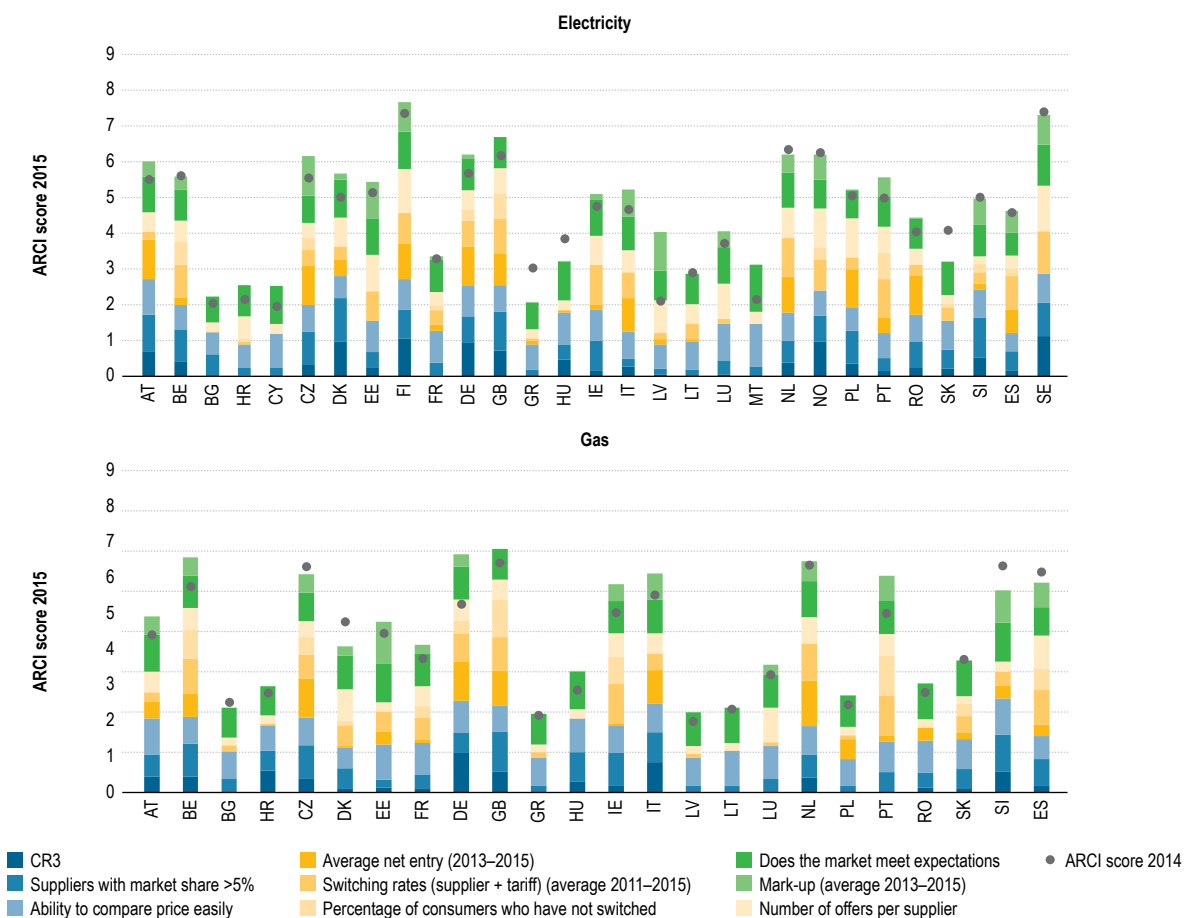 Electricity
ARCI score 2015
9
8
7
6
5
4
3
2
1
0
AT BE BG HR CY CZ DK EE FI FR DE GB GR HU IE IT LV LT LU MT NL NO PL PT RO SK SI ES SE
Gas
ARCI score 2015
9
8
7
6
5
4
3
2
1
0
AT BE BG HR CZ DK EE FR DE GB GR HU IE IT LV LT LU NL PL PT RO SK SI ES
CR3
Suppliers with market share >5%
Ability to compare price easily
Average net entry (2013–2015)
Switching rates (supplier + tariff) (average 2011–2015)
Percentage of consumers who have not switched
Does the market meet expectations
Mark-up (average 2013–2015)
Number of offers per supplier
ARCI score 2014